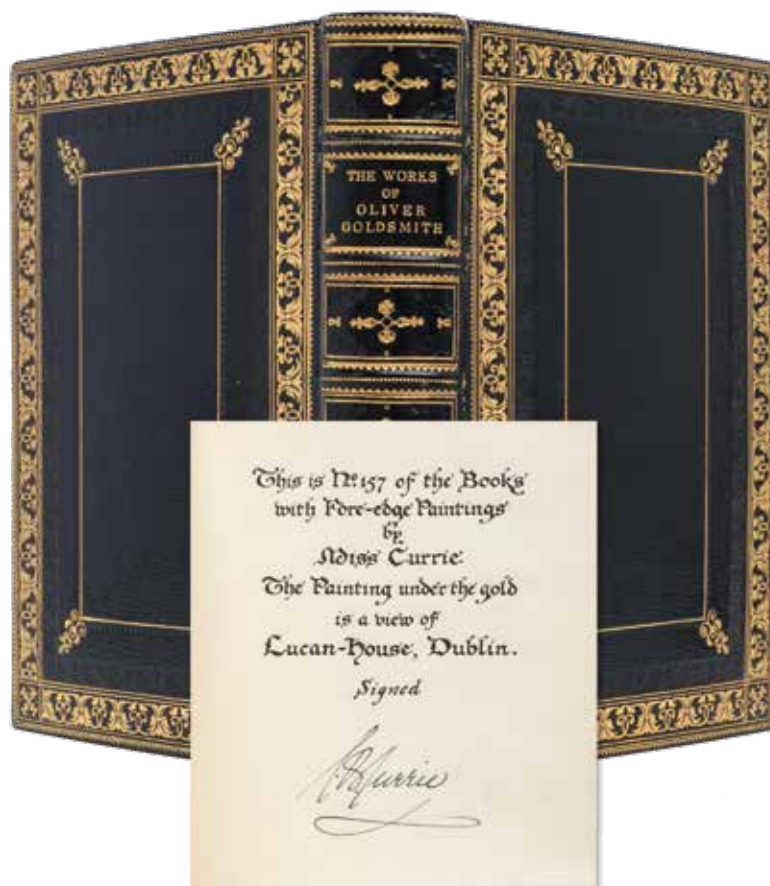 THE WORKS
OF
OLIVER
GOLDSMITH
This is No. 157 of the Books
with Fore-edge Paintings
by
Miss Currie
The Painting under the gold
is a view of
Lucan-House, Dublin.
Signed
C B Currie